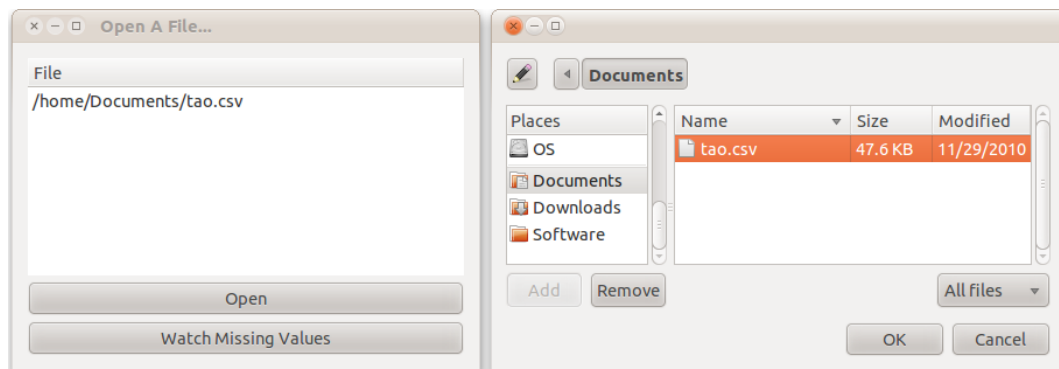 Open A File...
File
/home/Documents/tao.csv
Open
Watch Missing Values
Documents
Places
OS
Documents
Downloads
Software
Name Size Modified
tao.csv 47.6 KB 11/29/2010
Add Remove
All files
OK Cancel